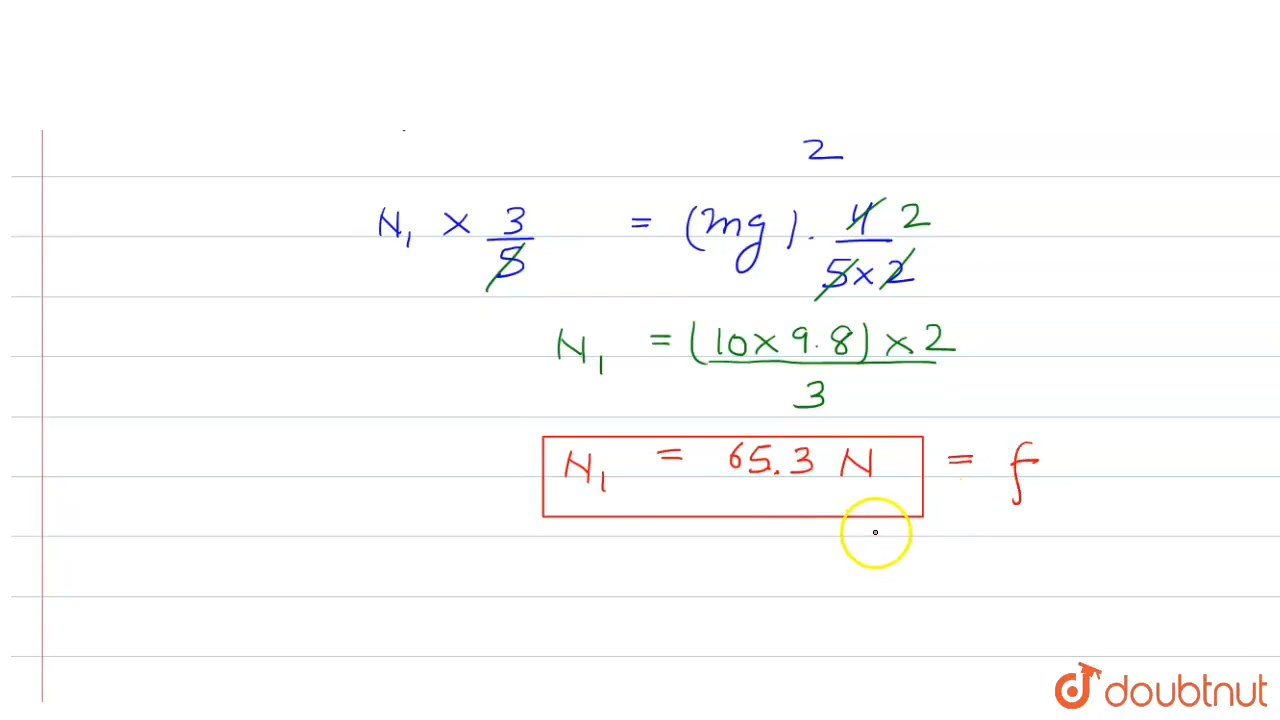 2
N₁ × 3/5 = (mg). 4/5×2 2
N₁ = (10×9.8)×2/3
N₁ = 65.3 N = f
doubtnut